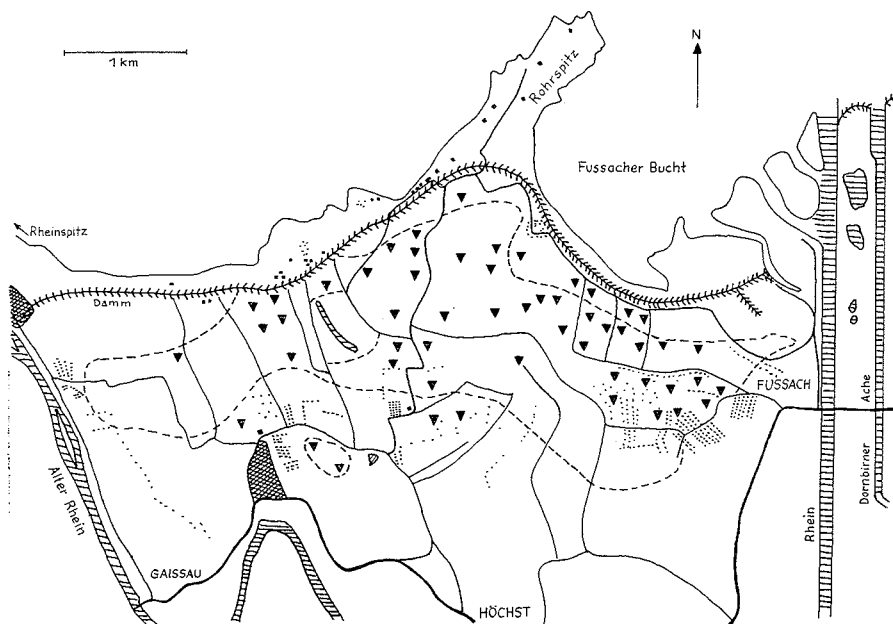 1 km
N
Rohrspitz
Fussacher Bucht
Rheinspitz
Damm
FUSSACH
Alter Rhein
Rhein
Dornbirner Ache
GAISSAU
HÖCHST